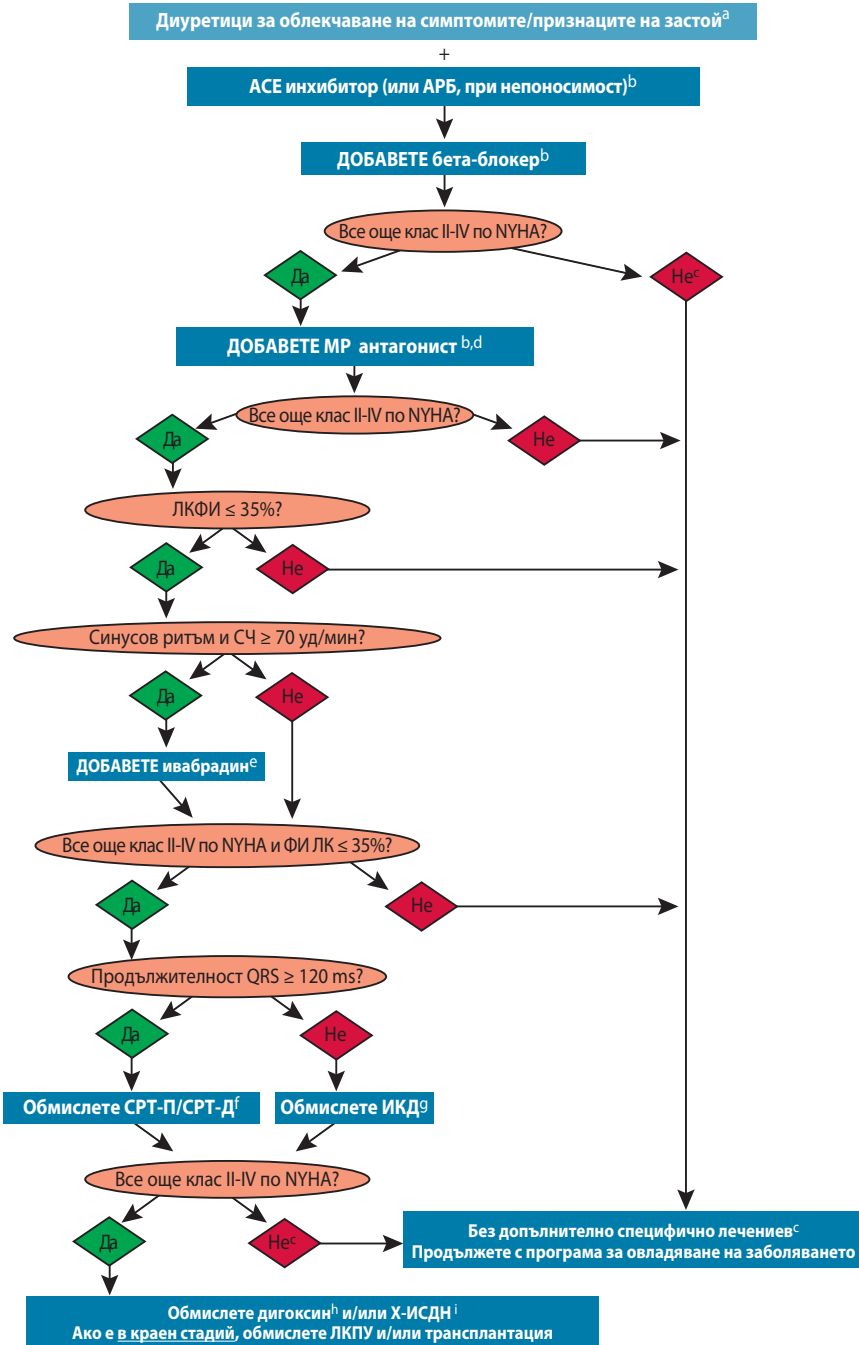 Диуретици за облекчаване на симптомите/признаците на застойa
+
АСЕ инхибитор (или АРБ, при непоносимост)b
ДОБАВЕТЕ бета-блокерb
Все още клас II-IV по NYHA?
Да
Неc
ДОБАВЕТЕ МР антагонист b,d
Все още клас II-IV по NYHA?
Да
Не
ЛКФИ ≤ 35%?
Да
Не
Синусов ритъм и СЧ ≥ 70 уд/мин?
Да
Не
ДОБАВЕТЕ ивабрадинe
Все още клас II-IV по NYHA и ФИ ЛК ≤ 35%?
Да
Не
Продължителност QRS ≥ 120 ms?
Да
Не
Обмислете СРТ-П/СРТ-Дf
Обмислете ИКДg
Все още клас II-IV по NYHA?
Да
Неc
Без допълнително специфично лечениевc
Продължете с програма за овладяване на заболяването
Обмислете дигоксинh и/или Х-ИСДН i
Ако е в краен стадий, обмислете ЛКПУ и/или трансплантация